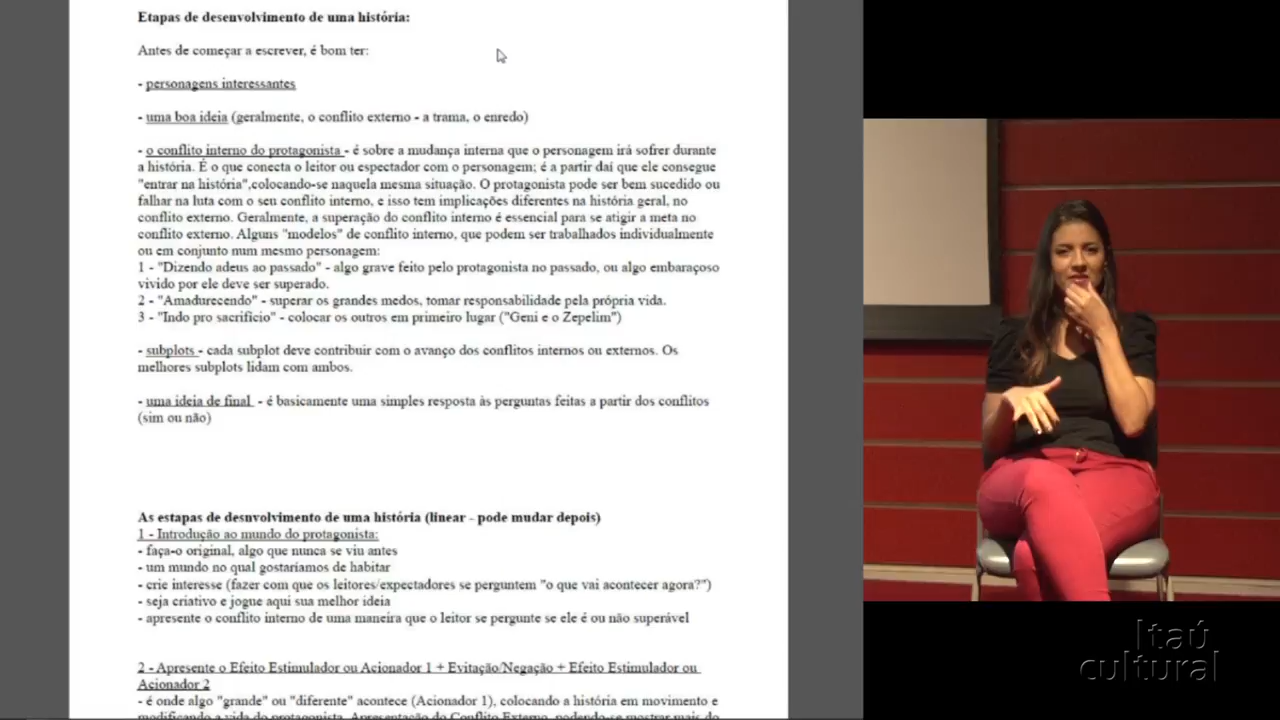 Etapas de desenvolvimento de uma história:
Antes de começar a escrever, é bom ter:
- personagens interessantes
- uma boa ideia (geralmente, o conflito externo - a trama, o enredo)
- o conflito interno do protagonista - é sobre a mudança interna que o personagem irá sofrer durante
a história. É o que conecta o leitor ou espectador com o personagem; é a partir daí que ele consegue
"entrar na história",colocando-se naquela mesma situação. O protagonista pode ser bem sucedido ou
falhar na luta com o seu conflito interno, e isso tem implicações diferentes na história geral, no
conflito externo. Geralmente, a superação do conflito interno é essencial para se atigir a meta no
conflito externo. Alguns "modelos" de conflito interno, que podem ser trabalhados individualmente
ou em conjunto num mesmo personagem:
1 - "Dizendo adeus ao passado" - algo grave feito pelo protagonista no passado, ou algo embaraçoso
vivido por ele deve ser superado.
2 - "Amadurecendo" - superar os grandes medos, tomar responsabilidade pela própria vida.
3 - "Indo pro sacrifício" - colocar os outros em primeiro lugar ("Geni e o Zepelim")
- subplots - cada subplot deve contribuir com o avanço dos conflitos internos ou externos. Os
melhores subplots lidam com ambos.
- uma ideia de final - é basicamente uma simples resposta às perguntas feitas a partir dos conflitos
(sim ou não)
As estapas de desnvolvimento de uma história (linear - pode mudar depois)
1 - Introdução ao mundo do protagonista:
- faça-o original, algo que nunca se viu antes
- um mundo no qual gostaríamos de habitar
- crie interesse (fazer com que os leitores/expectadores se perguntem "o que vai acontecer agora?")
- seja criativo e jogue aqui sua melhor ideia
- apresente o conflito interno de uma maneira que o leitor se pergunte se ele é ou não superável
2 - Apresente o Efeito Estimulador ou Acionador 1 + Evitação/Negação + Efeito Estimulador ou
Acionador 2
- é onde algo "grande" ou "diferente" acontece (Acionador 1), colocando a história em movimento e
modificando a vida do protagonista. Apresentação do Conflito Externo, podendo-se mostrar mais do
Itaú
cultural